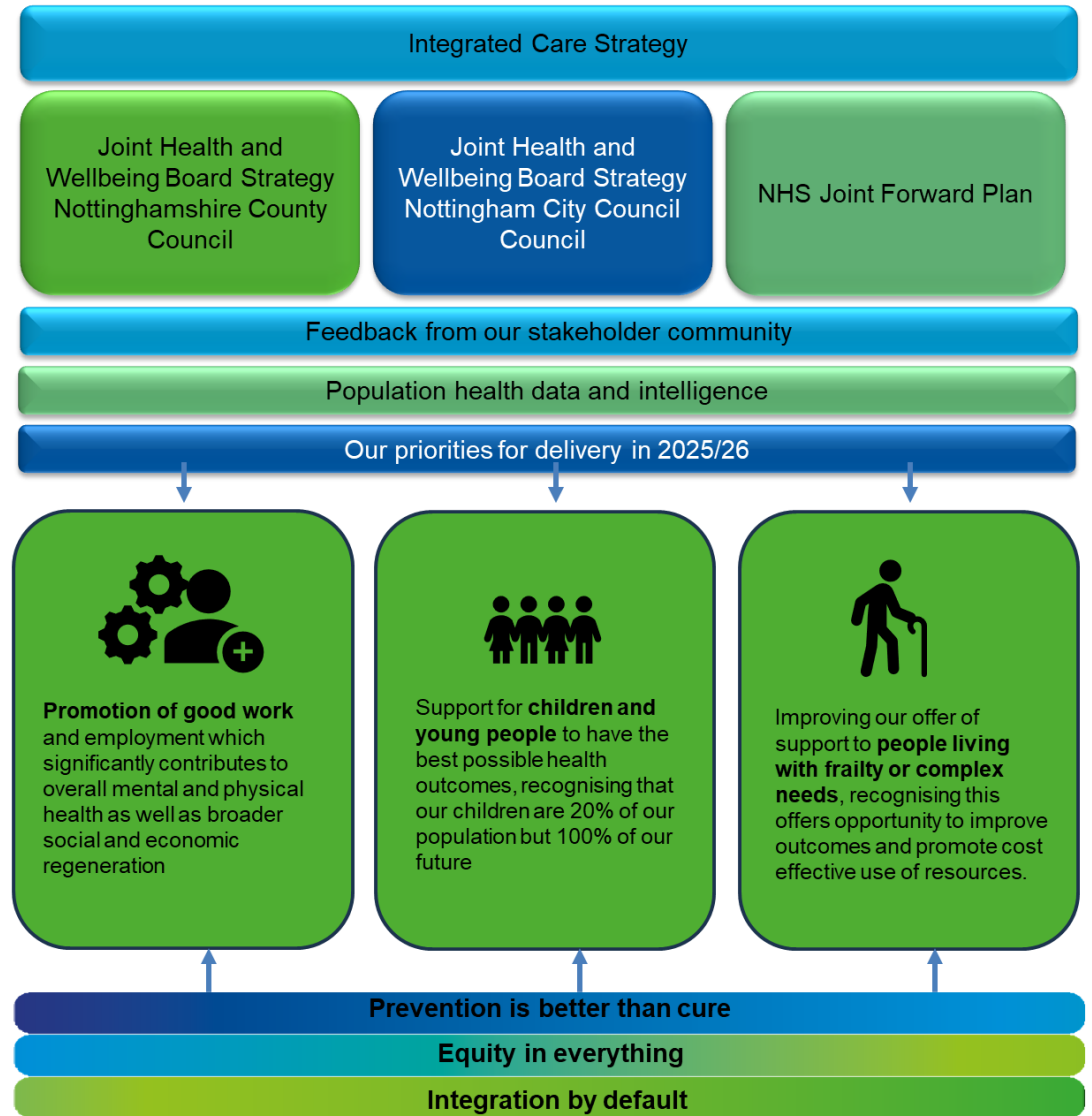 Integrated Care Strategy
Joint Health and
Wellbeing Board Strategy
Nottinghamshire County
Council
Joint Health and
Wellbeing Board Strategy
Nottingham City Council
Council
NHS Joint Forward Plan
Feedback from our stakeholder community
Population health data and intelligence
Our priorities for delivery in 2025/26
Promotion of good work
and employment which
significantly contributes to
overall mental and physical
health as well as broader
social and economic
regeneration
Support for children and
young people to have the
best possible health
outcomes, recognising that
our children are 20% of our
population but 100% of our
future
Improving our offer of
support to people living
with frailty or complex
needs, recognising this
offers opportunity to improve
outcomes and promote cost
effective use of resources.
Prevention is better than cure
Equity in everything
Integration by default